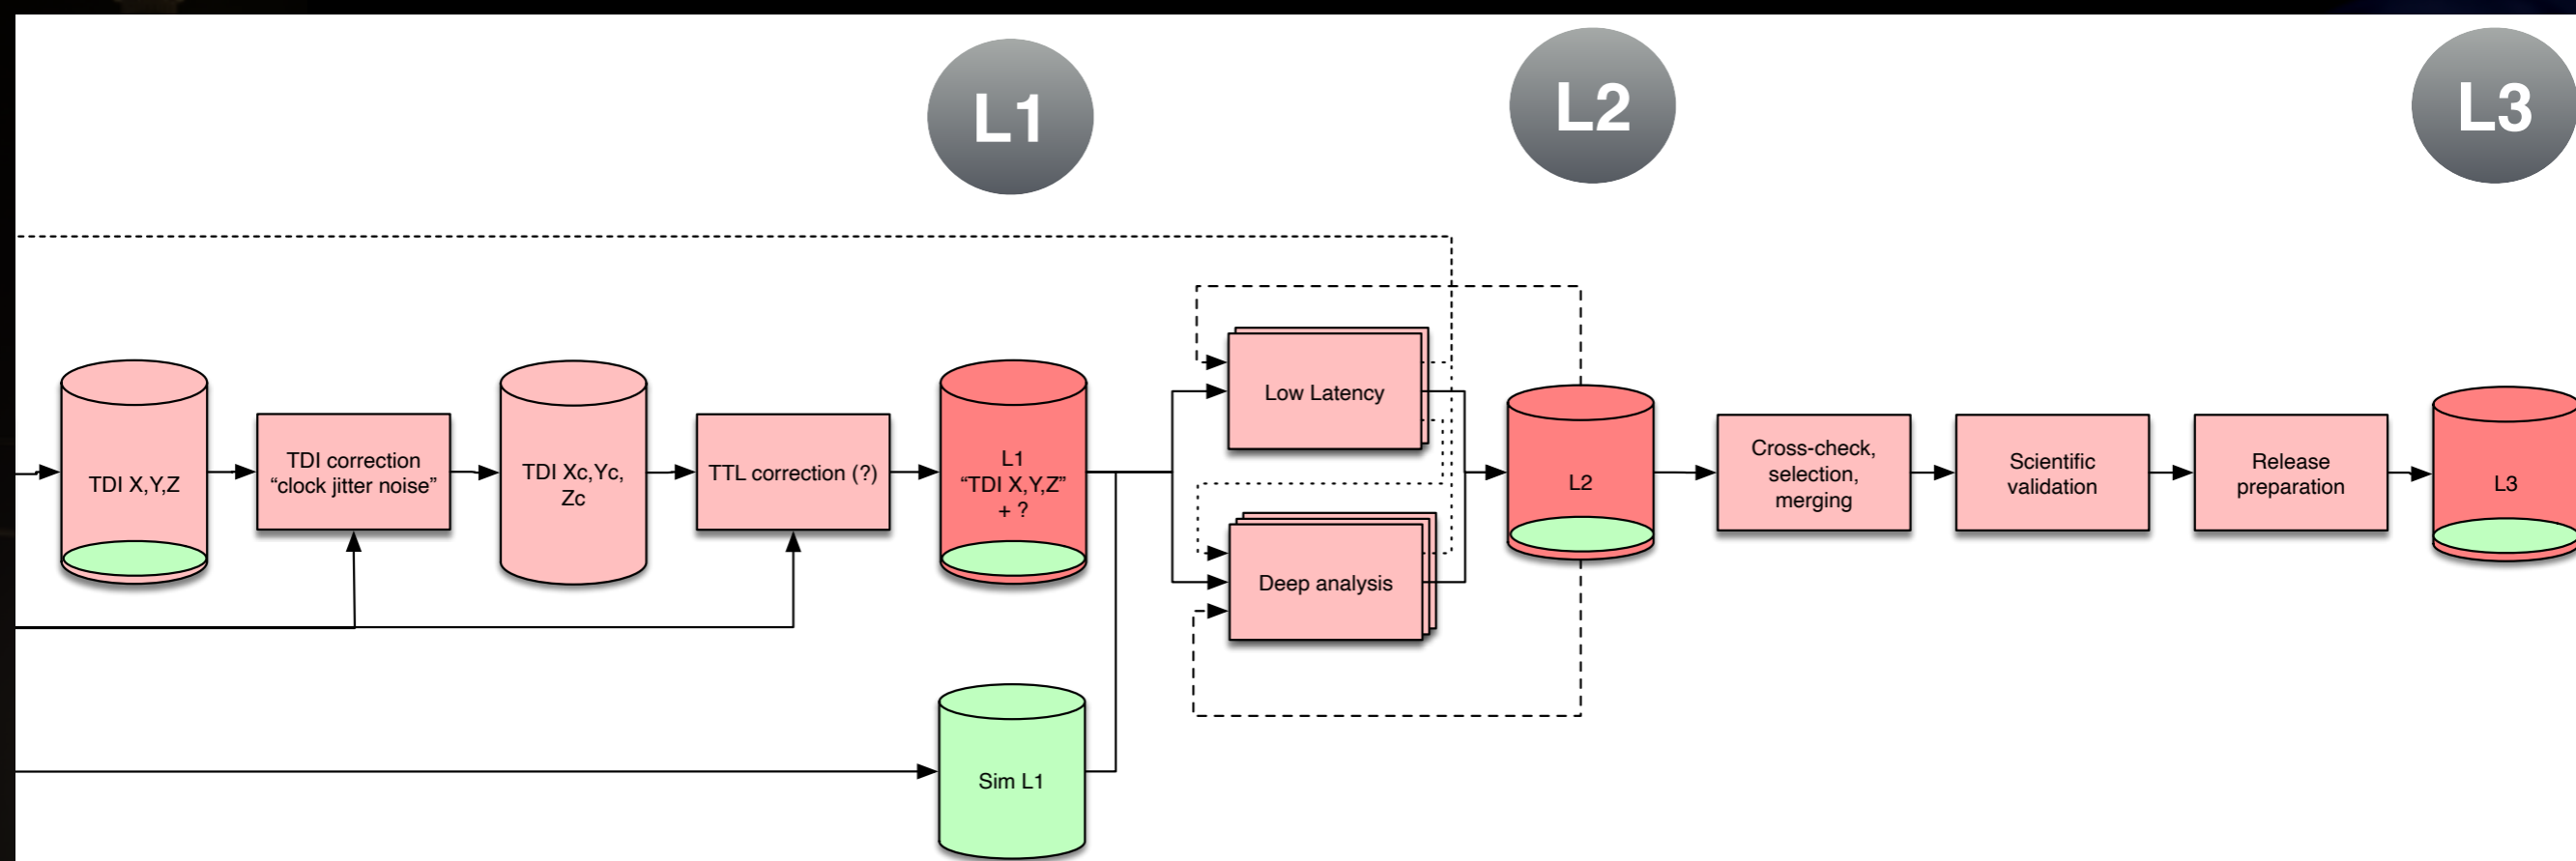 L1
L2
L3
TDI X,Y,Z
TDI correction
“clock jitter noise”
TDI Xc,Yc,
Zc
TTL correction (?)
L1
“TDI X,Y,Z”
+ ?
Low Latency
Deep analysis
L2
Cross-check,
selection,
merging
Scientific
validation
Release
preparation
L3
Sim L1